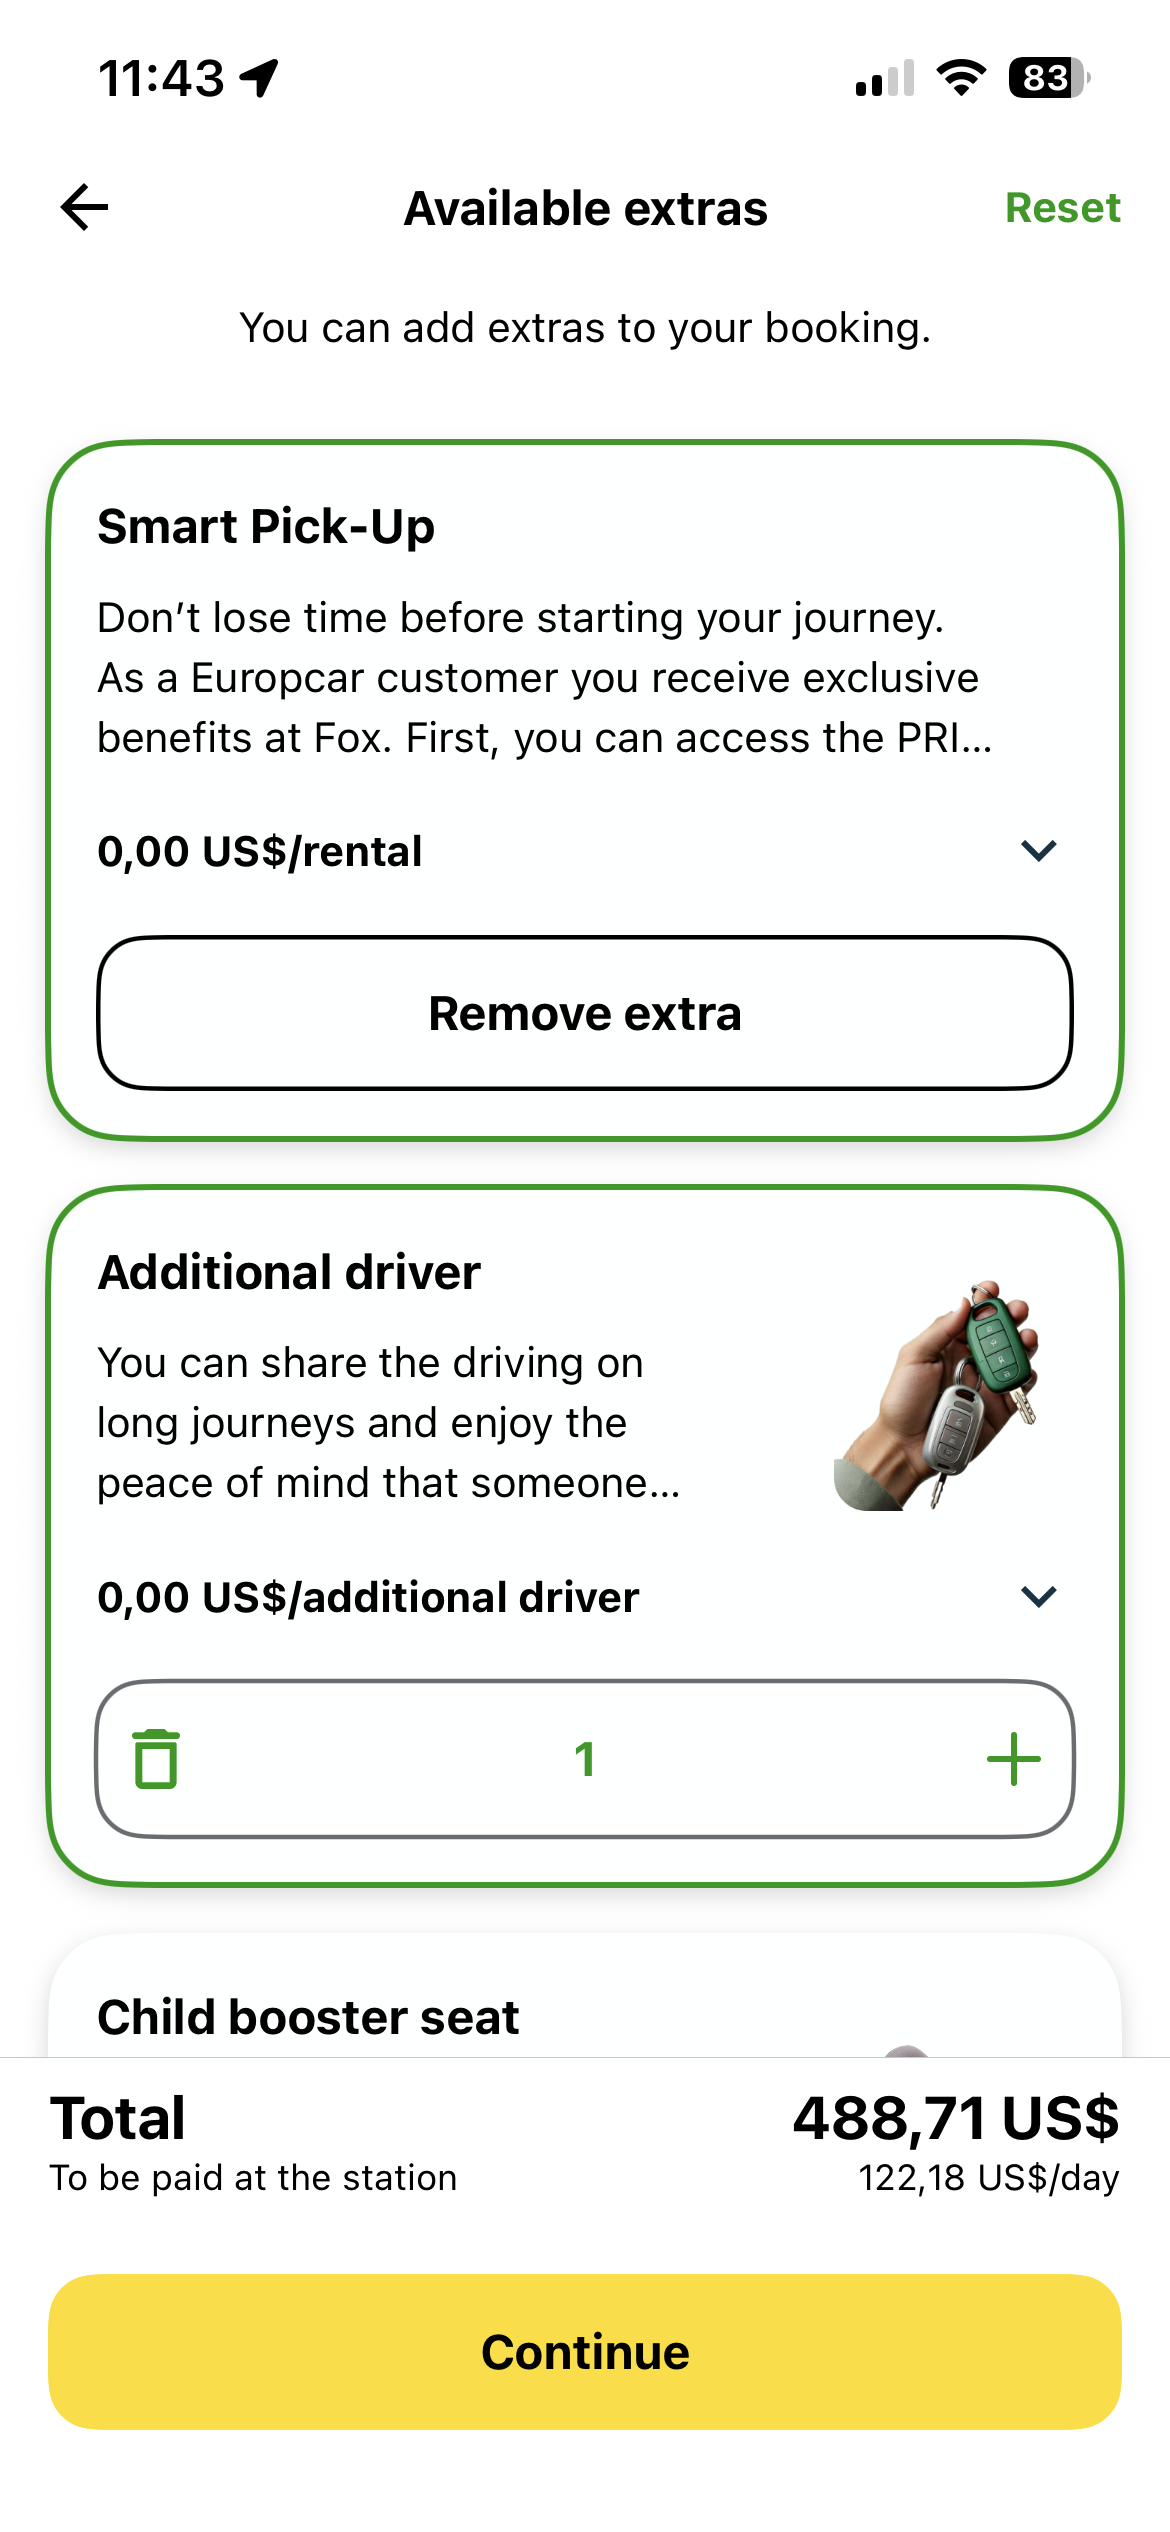 11:43
83
Available extras
Reset
You can add extras to your booking.
Smart Pick-Up
Don’t lose time before starting your journey.
As a Europcar customer you receive exclusive
benefits at Fox. First, you can access the PRI...
0,00 US$/rental
Remove extra
Additional driver
You can share the driving on
long journeys and enjoy the
peace of mind that someone...
0,00 US$/additional driver
1
Child booster seat
Total
488,71 US$
To be paid at the station
122,18 US$/day
Continue